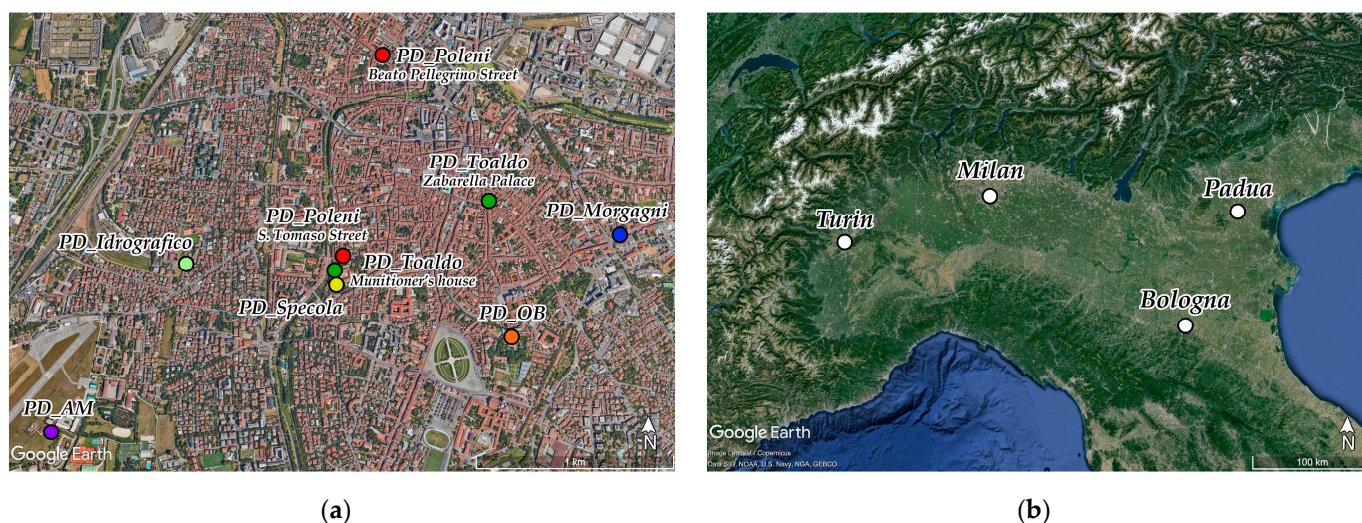 PD_Poleni
Beato Pellegrino Street
PD_Toaldo
Zabarella Palace
PD_Morgagni
PD_Poleni
S. Tomaso Street
PD_Idrografico
PD_Toaldo
Munitioner's house
PD_Specola
PD_OB
PD_AM
N
Google Earth
1 km
(a)
Milan
Padua
Turin
Bologna
N
Google Earth
Image Landsat / Copernicus
Data SIO, NOAA, U.S. Navy, NGA, GEBCO
100 km
(b)